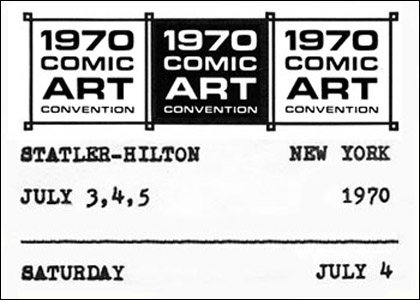 1970 1970 1970
COMIC COMIC COMIC
ART ART ART
CONVENTION CONVENTION CONVENTION
STATLER-HILTON NEW YORK
JULY 3,4,5 1970
SATURDAY JULY 4